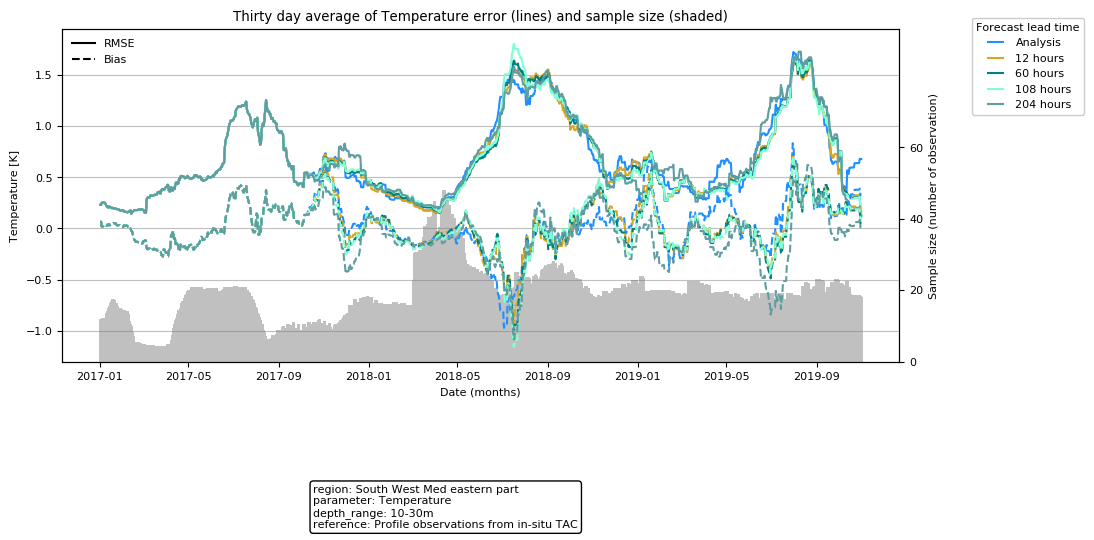 Thirty day average of Temperature error (lines) and sample size (shaded)
Forecast lead time
Analysis
12 hours
60 hours
108 hours
204 hours
RMSE
Bias
Temperature [K]
1.5
1.0
0.5
0.0
−0.5
−1.0
Sample size (number of observation)
60
40
20
0
2017-01 2017-05 2017-09 2018-01 2018-05 2018-09 2019-01 2019-05 2019-09
Date (months)
region: South West Med eastern part
parameter: Temperature
depth_range: 10-30m
reference: Profile observations from in-situ TAC